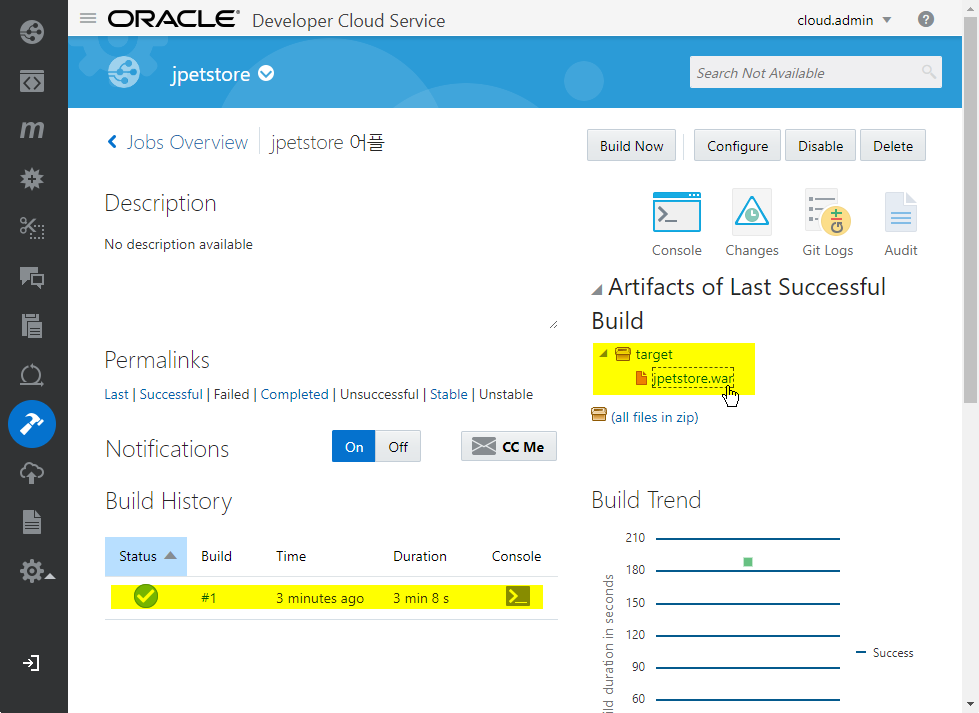 ORACLE® Developer Cloud Service
cloud.admin
?
jpetstore
Search Not Available
m
Jobs Overview
jpetstore 어플
Build Now
Configure
Disable
Delete
Description
No description available
Console
Changes
Git Logs
Audit
Artifacts of Last Successful
Build
target
jpetstore.war
(all files in zip)
Permalinks
Last | Successful | Failed | Completed | Unsuccessful | Stable | Unstable
Notifications
On
Off
CC Me
Build History
Status
Build
Time
Duration
Console
#1
3 minutes ago
3 min 8 s
Build Trend
210
180
150
120
90
60
ild duration in seconds
Success